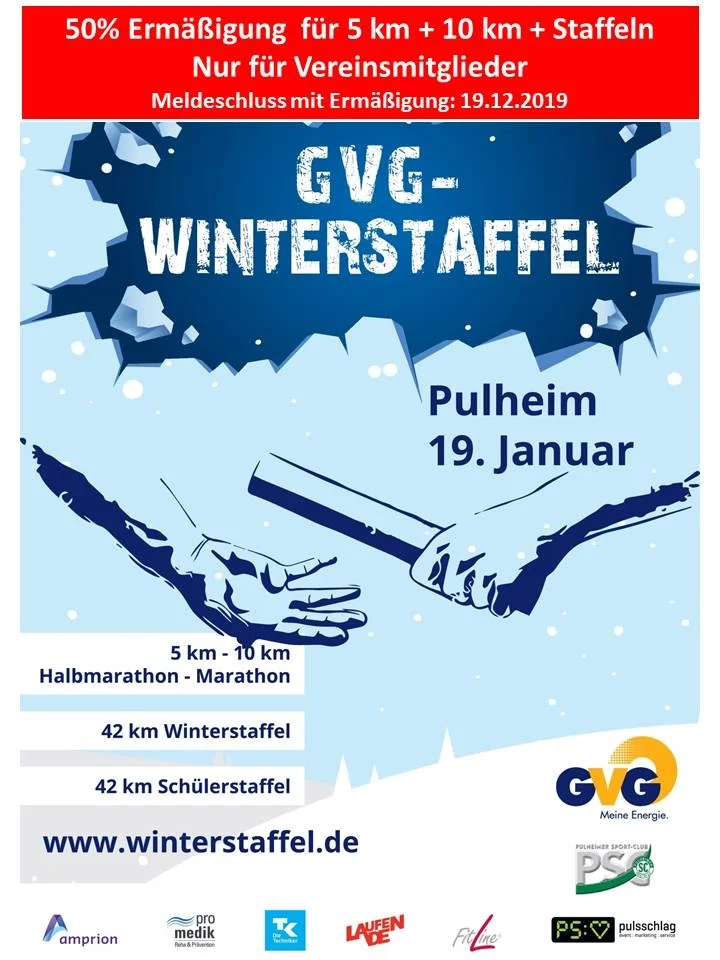 50% Ermäßigung für 5 km + 10 km + Staffeln
Nur für Vereinsmitglieder
Meldeschluss mit Ermäßigung: 19.12.2019
GVG-
WINTERSTAFFEL
Pulheim
19. Januar
5 km - 10 km
Halbmarathon - Marathon
42 km Winterstaffel
42 km Schülerstaffel
www.winterstaffel.de
GVG
Meine Energie.
PULHEIMER SPORT-CLUB
PSC
SC
amprion
pro
medik
Reha & Prävention
TK
Die
Techniker
LAUFEN
DE
FitLine
PS:
pulsschlag
event | marketing | service